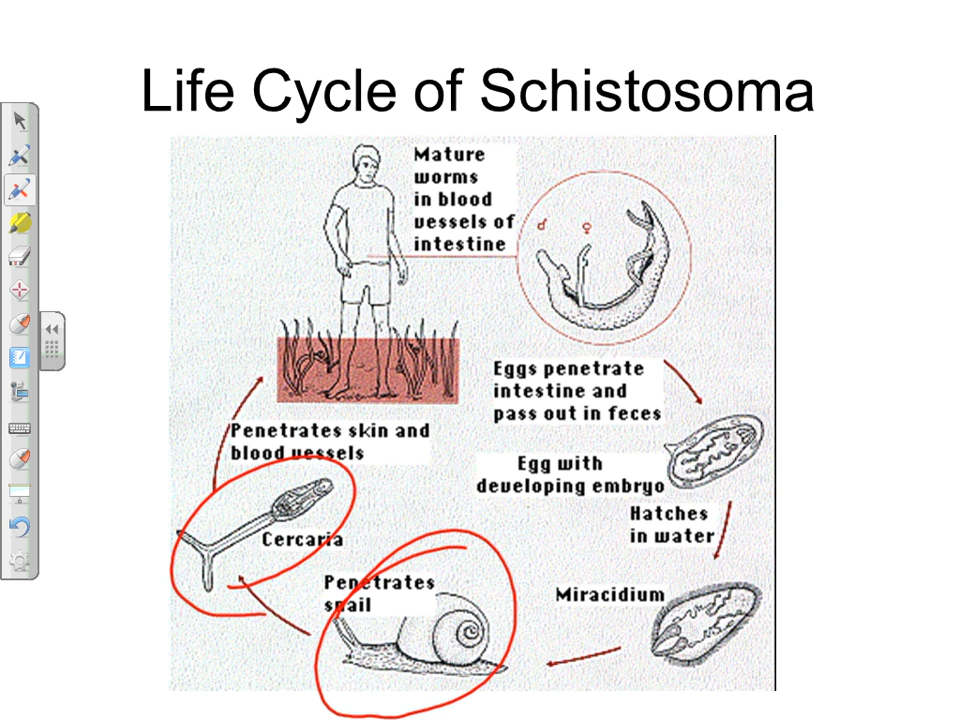 Life Cycle of Schistosoma
Mature
worms
in blood
vessels of
intestine
♂ ♀
Eggs penetrate
intestine and
pass out in feces
Penetrates skin and
blood vessels
Egg with
developing embryo
Hatches
in water
Cercaria
Penetrates
snail
Miracidium